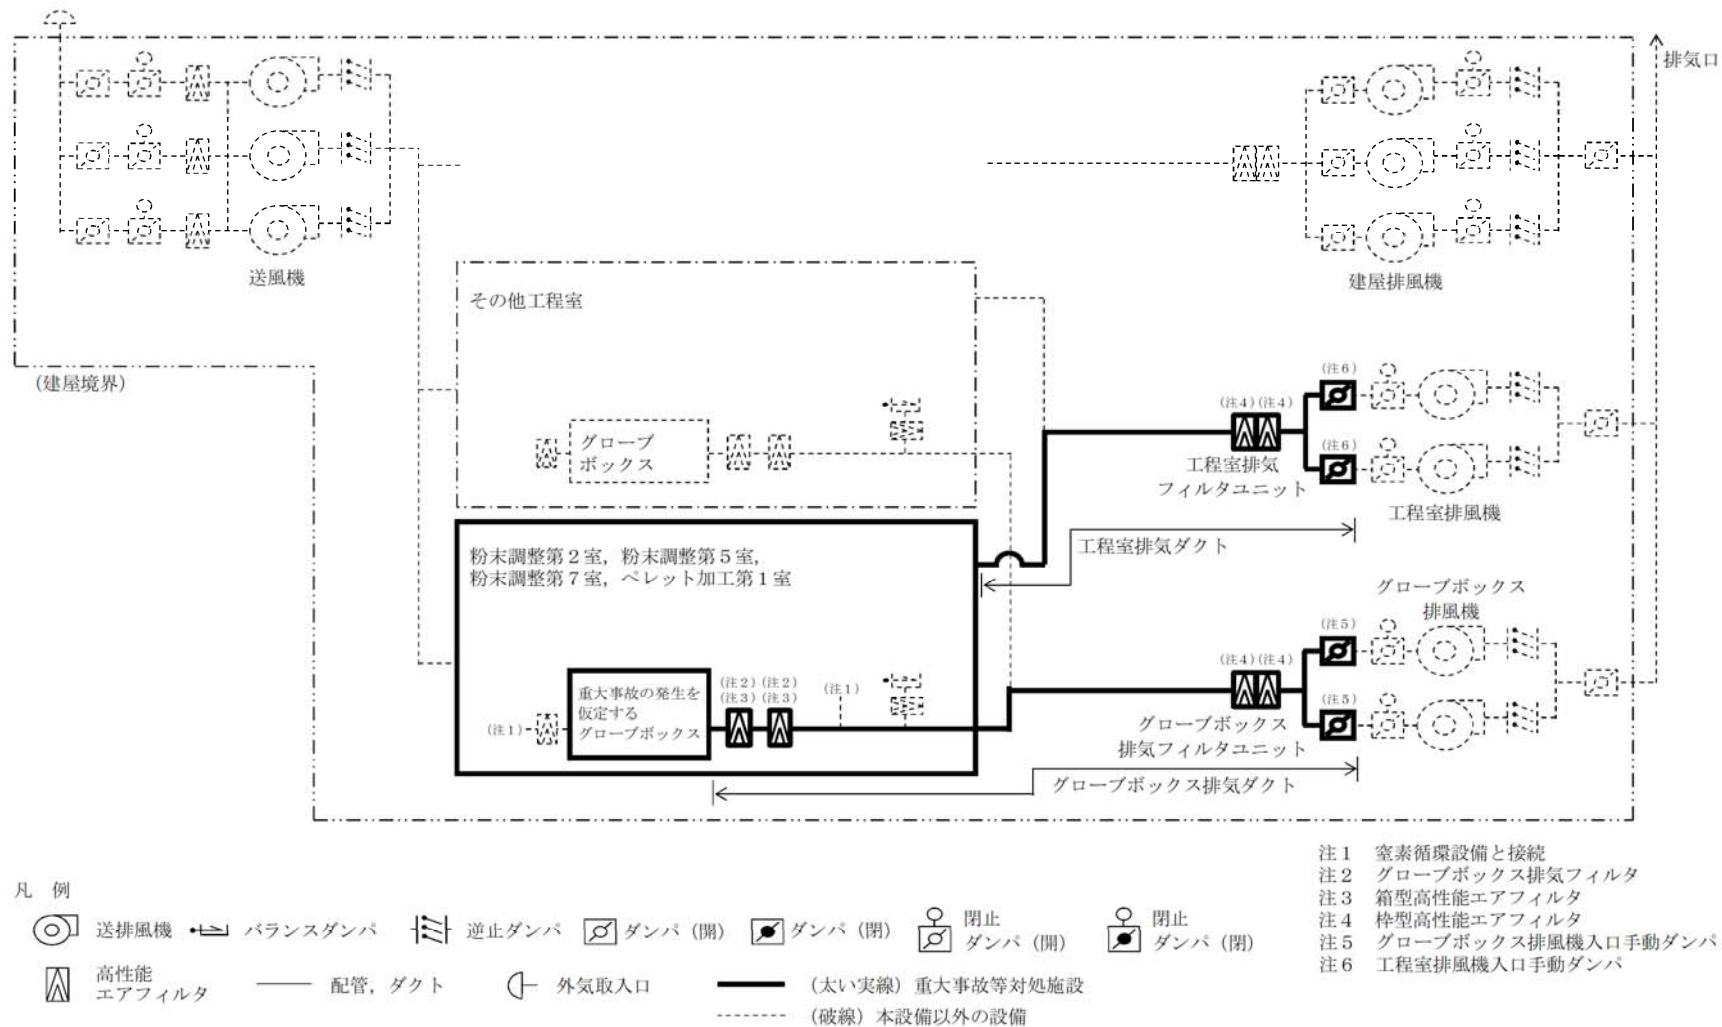 排気口
送風機
建屋排風機
その他工程室
(建屋境界)
(注6)
(注4)(注4)
グローブ
ボックス
(注6)
工程室排気
フィルタユニット
工程室排風機
工程室排気ダクト
粉末調整第2室,粉末調整第5室,
粉末調整第7室,ペレット加工第1室
グローブボックス
排風機
(注5)
(注4)(注4)
重大事故の発生を
仮定する
グローブボックス
(注2)(注2)
(注3)(注3)
(注1)
(注1)
(注5)
グローブボックス
排気フィルタユニット
グローブボックス排気ダクト
注1 窒素循環設備と接続
注2 グローブボックス排気フィルタ
注3 箱型高性能エアフィルタ
注4 枠型高性能エアフィルタ
注5 グローブボックス排風機入口手動ダンパ
注6 工程室排風機入口手動ダンパ
凡 例
送排風機
バランスダンパ
逆止ダンパ
ダンパ(開)
ダンパ(閉)
閉止
ダンパ(開)
閉止
ダンパ(閉)
高性能
エアフィルタ
配管,ダクト
外気取入口
(太い実線)重大事故等対処施設
(破線)本設備以外の設備